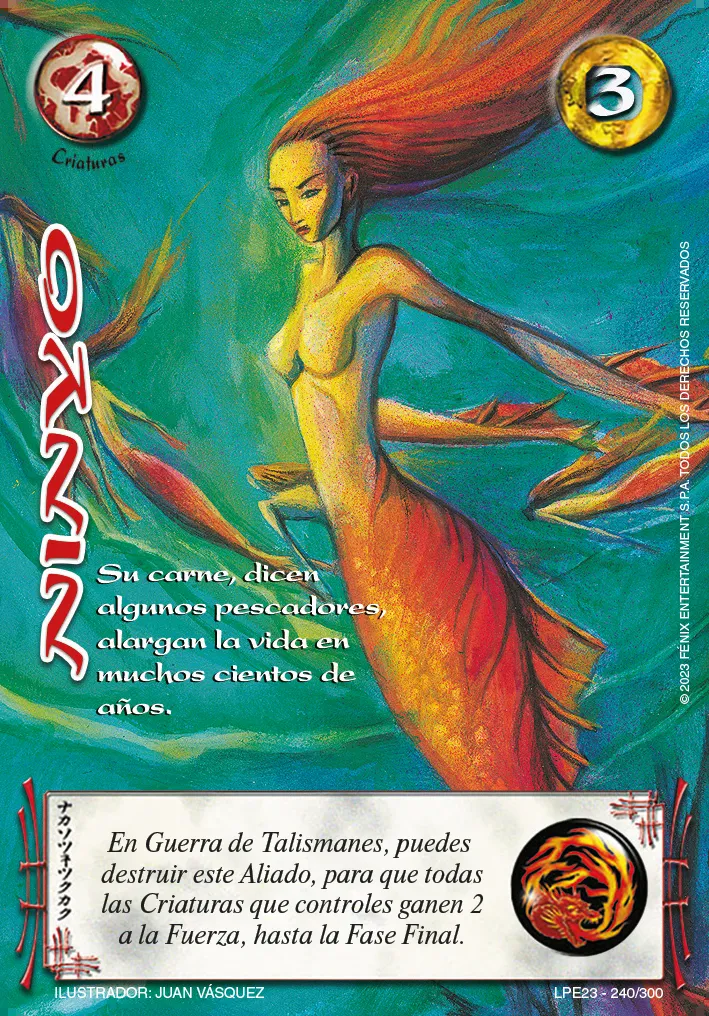 4
Criaturas
3
NINYO
Su carne, dicen
algunos pescadores,
alargan la vida en
muchos cientos de
años.
© 2023 FÉNIX ENTERTAINMENT S.P.A. TODOS LOS DERECHOS RESERVADOS
ナカソツネツクカク
En Guerra de Talismanes, puedes
destruir este Aliado, para que todas
las Criaturas que controles ganen 2
a la Fuerza, hasta la Fase Final.
ILUSTRADOR: JUAN VÁSQUEZ
LPE23 - 240/300